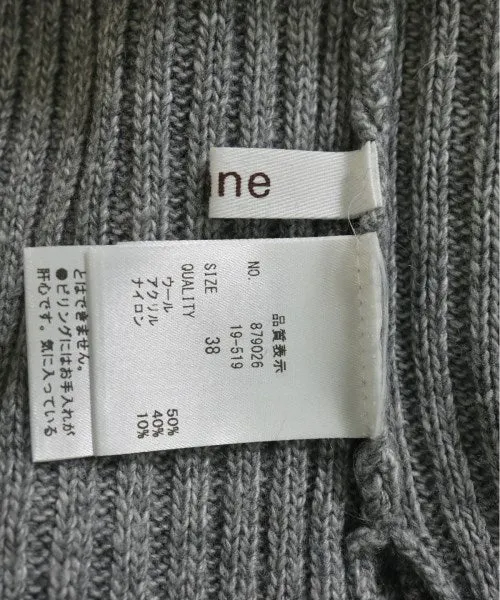 ne
品質表示
NO. 879026
19-519
SIZE 38
QUALITY
ウール 50%
アクリル 40%
ナイロン 10%
とはできません。
●ピリングにはお手入れが
肝心です。気に入っている